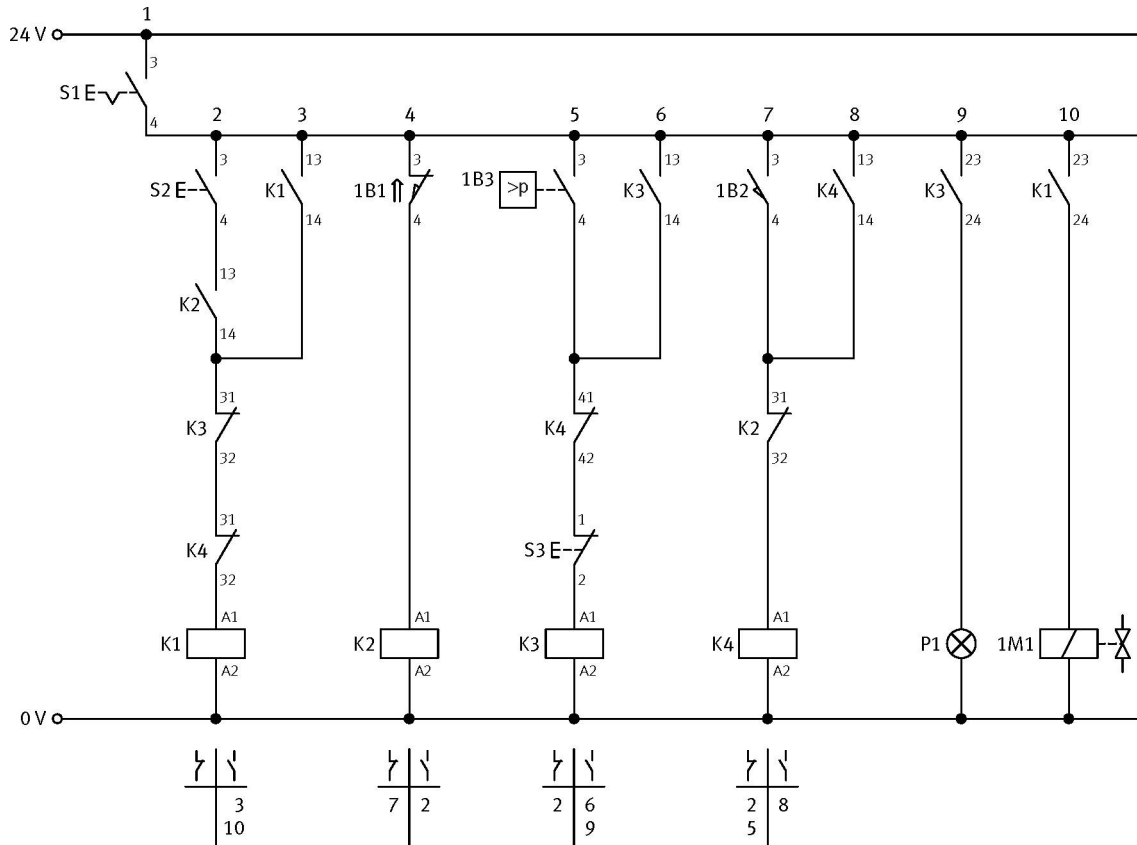 1
24 V
3
S1
4
2 3 4 5 6 7 8 9 10
3 13 3 3 13 3 13 23 23
S2 K1 1B1 1B3 >p K3 1B2 K4 K3 K1
4 14 4 4 14 4 14 24 24
13
K2
14
31 41 31
K3 K4 K2
32 42 32
31 1
K4 S3
32 2
A1 A1 A1 A1
K1 K2 K3 K4 P1 1M1
A2 A2 A2 A2
0 V
3 7 2 2 6 2 8
10 9 5